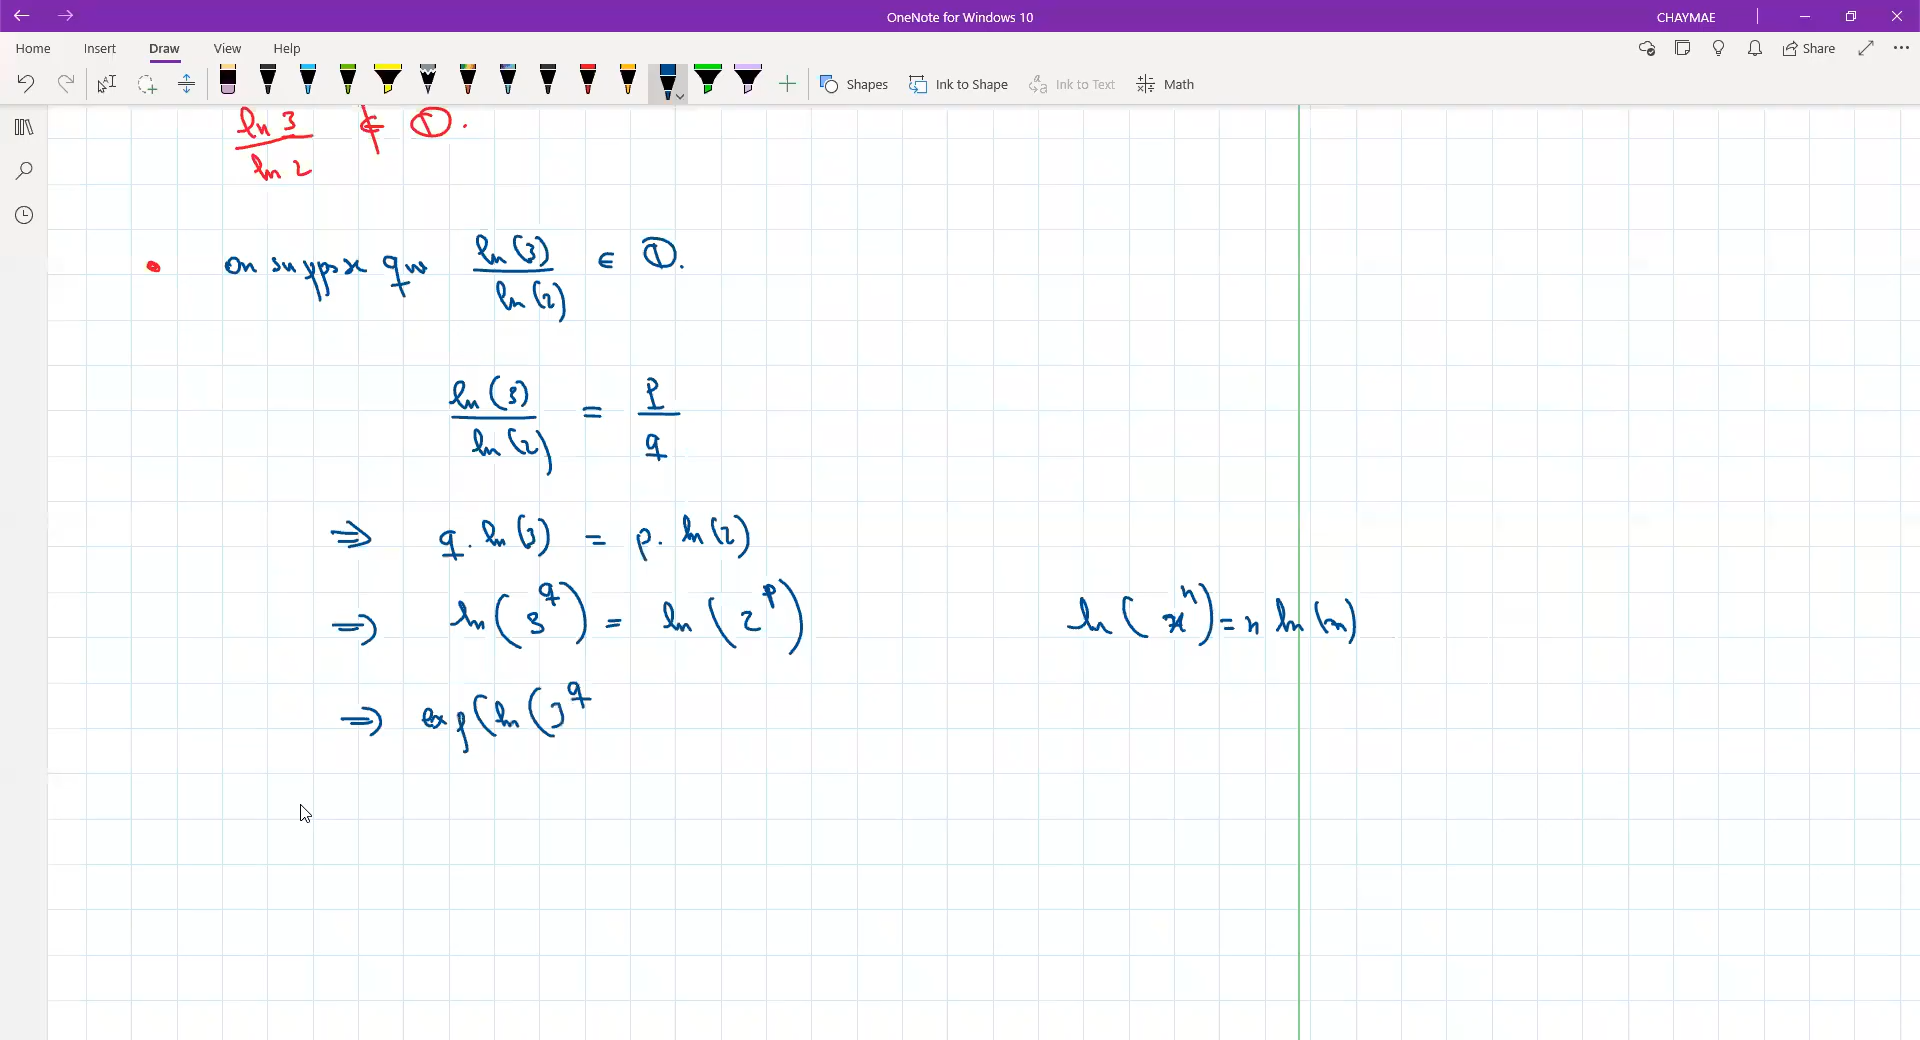 OneNote for Windows 10
CHAYMAE
Home Insert Draw View Help
Share
Shapes Ink to Shape Ink to Text Math
ln 3 / ln 2 ∉ ℚ.
on suppose que ln(3) / ln(2) ∈ ℚ.
ln(3) / ln(2) = p / q
⇒ q. ln(3) = p. ln(2)
⇒ ln(3^q) = ln(2^p) ln(x^n) = n ln(x)
⇒ exp(ln(3^q